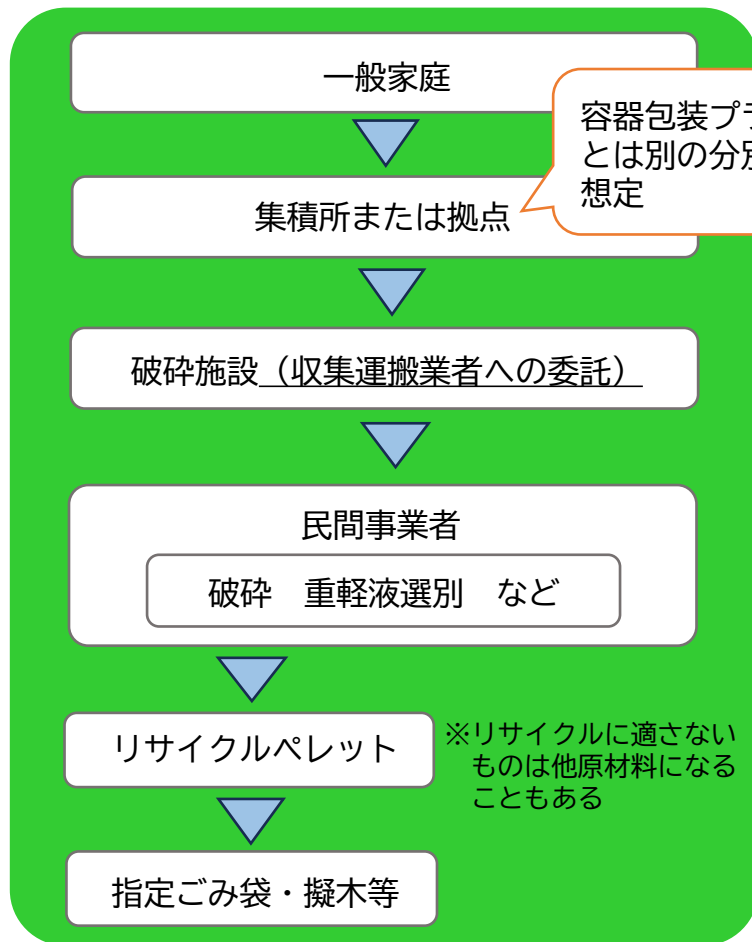 一般家庭
容器包装プラ
とは別の分別
想定
集積所または拠点
破砕施設（収集運搬業者への委託）
民間事業者
破砕　重軽液選別　など
リサイクルペレット
※リサイクルに適さない
ものは他原材料になる
こともある
指定ごみ袋・擬木等